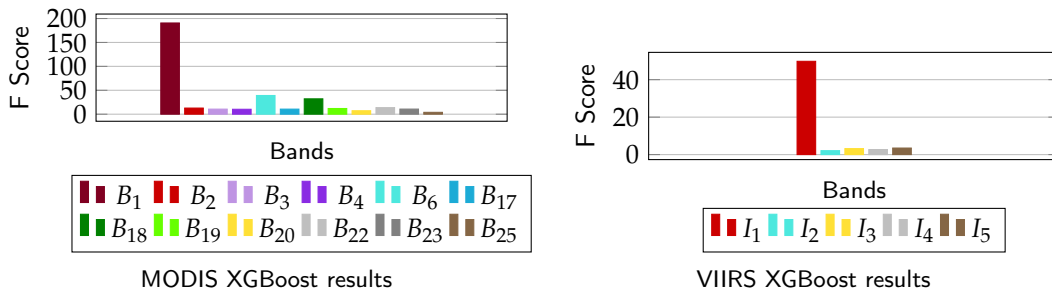 200
150
100
50
0
F Score
Bands
B₁ B₂ B₃ B₄ B₆ B₁₇
B₁₈ B₁₉ B₂₀ B₂₂ B₂₃ B₂₅
MODIS XGBoost results
40
20
0
F Score
Bands
I₁ I₂ I₃ I₄ I₅
VIIRS XGBoost results